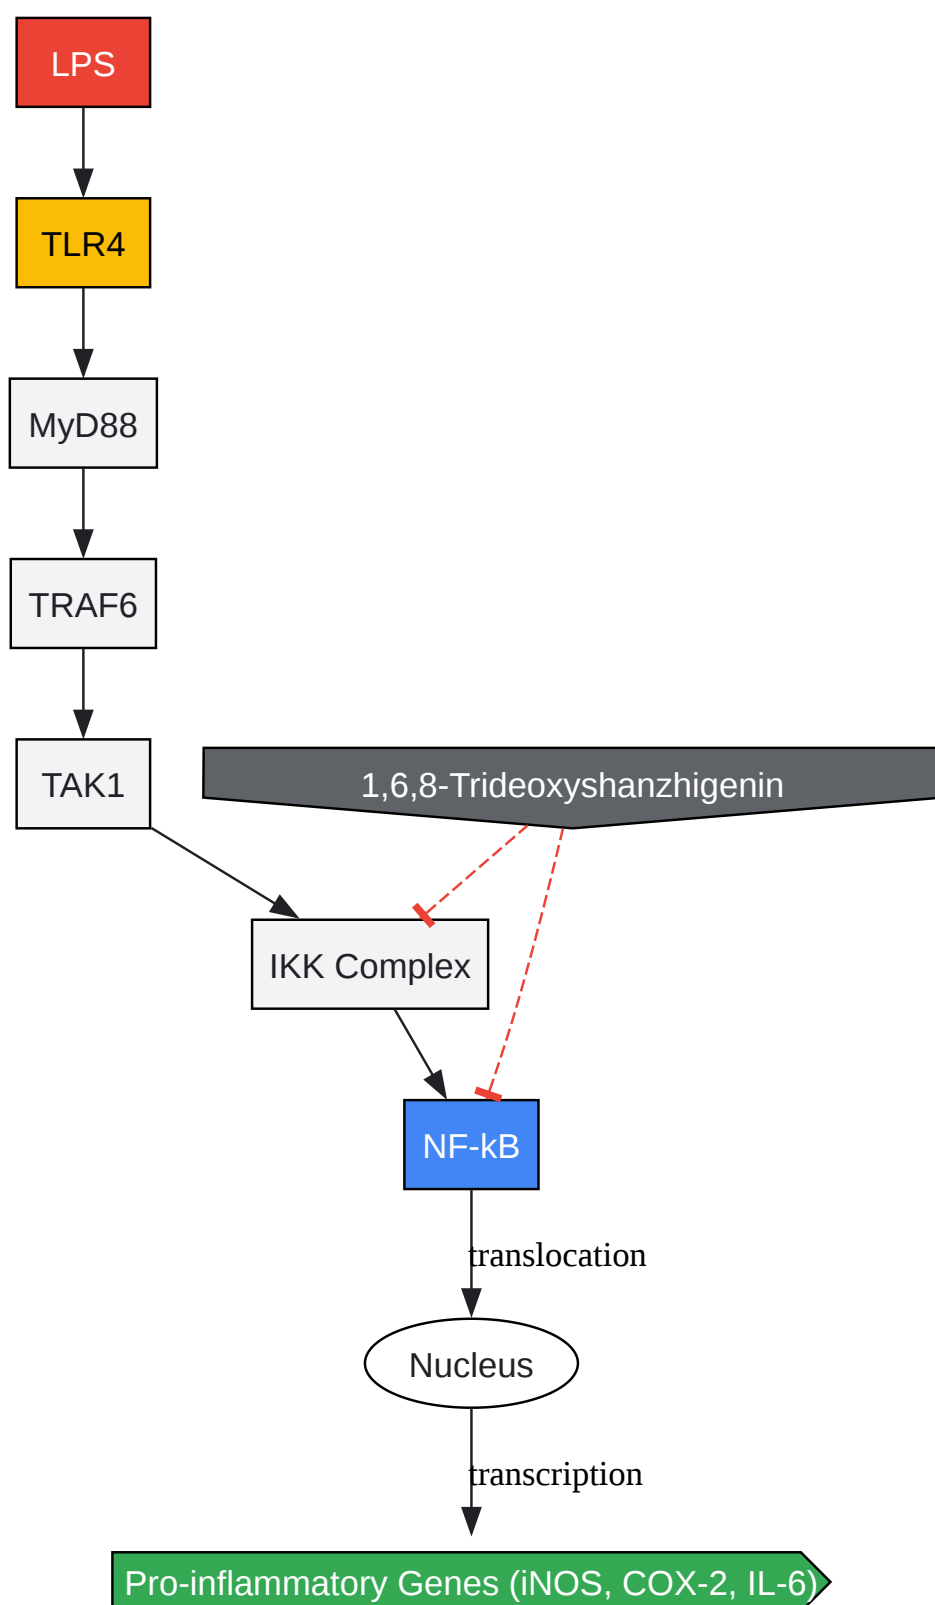 LPS
TLR4
MyD88
TRAF6
TAK1
1,6,8-Trideoxyshanzhigenin
IKK Complex
NF-kB
translocation
Nucleus
transcription
Pro-inflammatory Genes (iNOS, COX-2, IL-6)